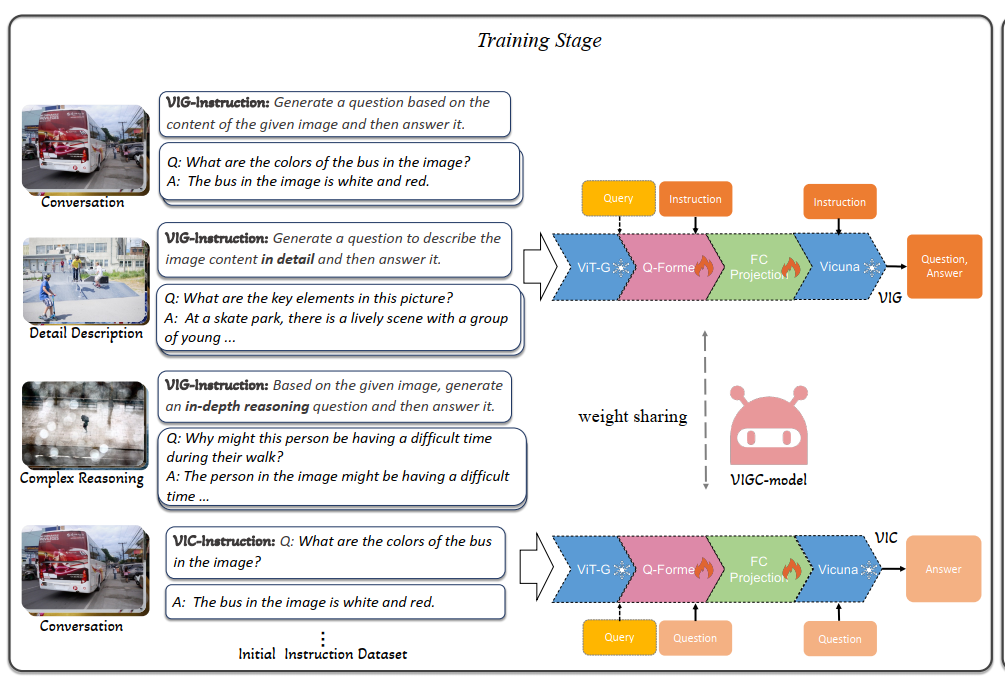 Training Stage
VIG-Instruction: Generate a question based on the
content of the given image and then answer it.
Q: What are the colors of the bus in the image?
A: The bus in the image is white and red.
Conversation
VIG-Instruction: Generate a question to describe the
image content in detail and then answer it.
Q: What are the key elements in this picture?
A: At a skate park, there is a lively scene with a group
of young ...
Detail Description
VIG-Instruction: Based on the given image, generate
an in-depth reasoning question and then answer it.
Q: Why might this person be having a difficult time
during their walk?
A: The person in the image might be having a difficult
time ...
Complex Reasoning
VIC-Instruction: Q: What are the colors of the bus
in the image?
A: The bus in the image is white and red.
Conversation
⋮
Initial Instruction Dataset
Query
Instruction
Instruction
ViT-G
Q-Forme
FC
Projection
Vicuna
VIG
Question,
Answer
weight sharing
VIGC-model
ViT-G
Q-Forme
FC
Projection
Vicuna
VIC
Answer
Query
Question
Question